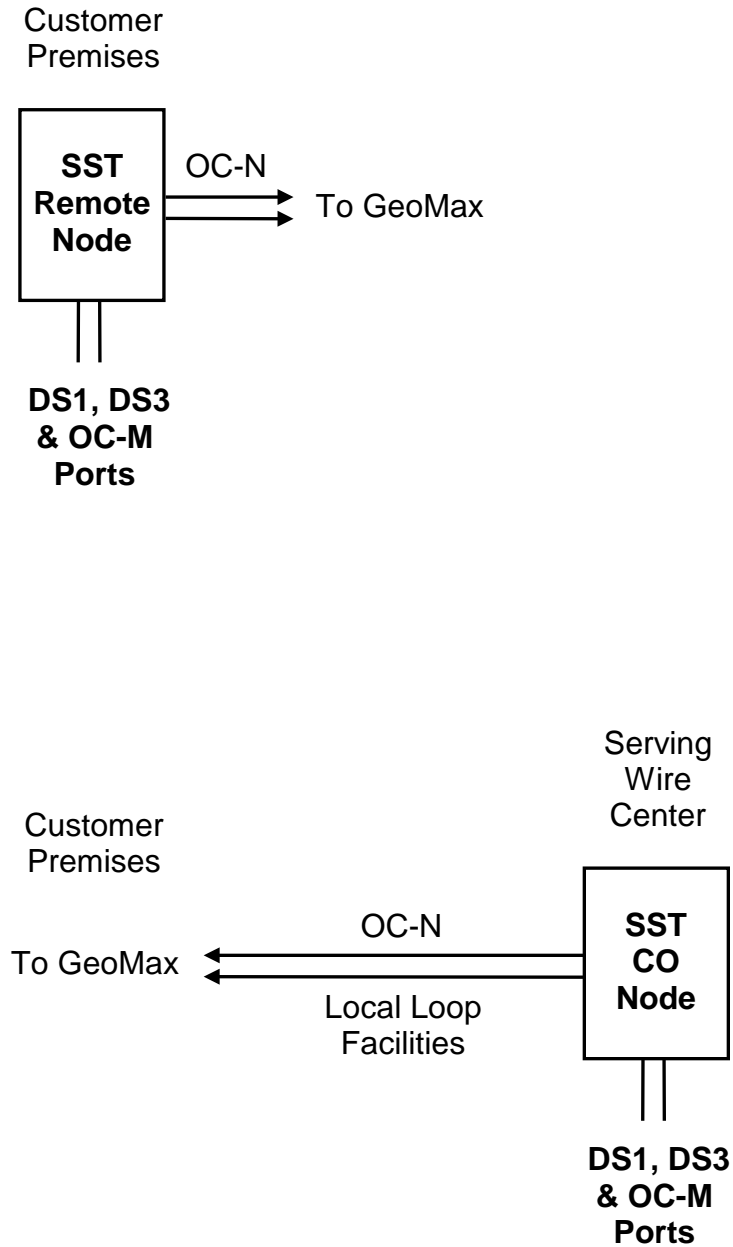 Customer
Premises
SST
Remote
Node
OC-N
To GeoMax
DS1, DS3
& OC-M
Ports
Serving
Wire
Center
Customer
Premises
To GeoMax
OC-N
Local Loop
Facilities
SST
CO
Node
DS1, DS3
& OC-M
Ports